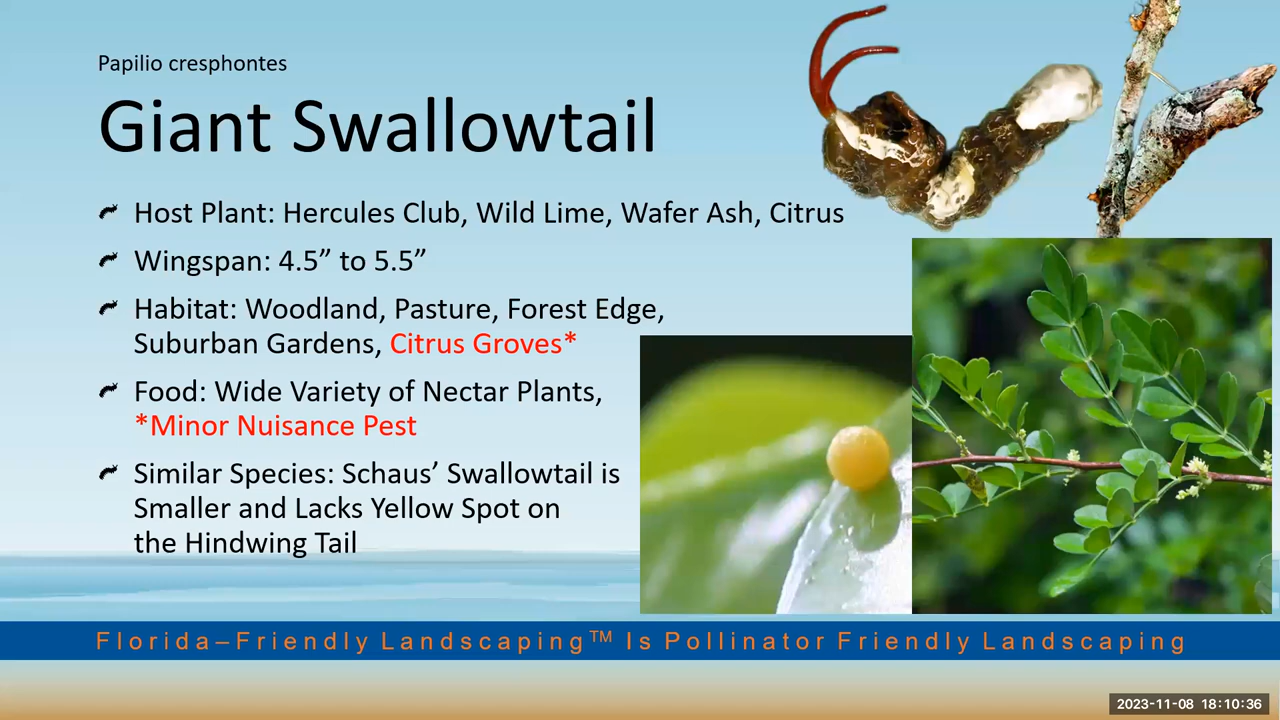 Papilio cresphontes
Giant Swallowtail
Host Plant: Hercules Club, Wild Lime, Wafer Ash, Citrus
Wingspan: 4.5” to 5.5”
Habitat: Woodland, Pasture, Forest Edge,
Suburban Gardens, Citrus Groves*
Food: Wide Variety of Nectar Plants,
*Minor Nuisance Pest
Similar Species: Schaus’ Swallowtail is
Smaller and Lacks Yellow Spot on
the Hindwing Tail
Florida–Friendly Landscaping™ Is Pollinator Friendly Landscaping
2023-11-08 18:10:36